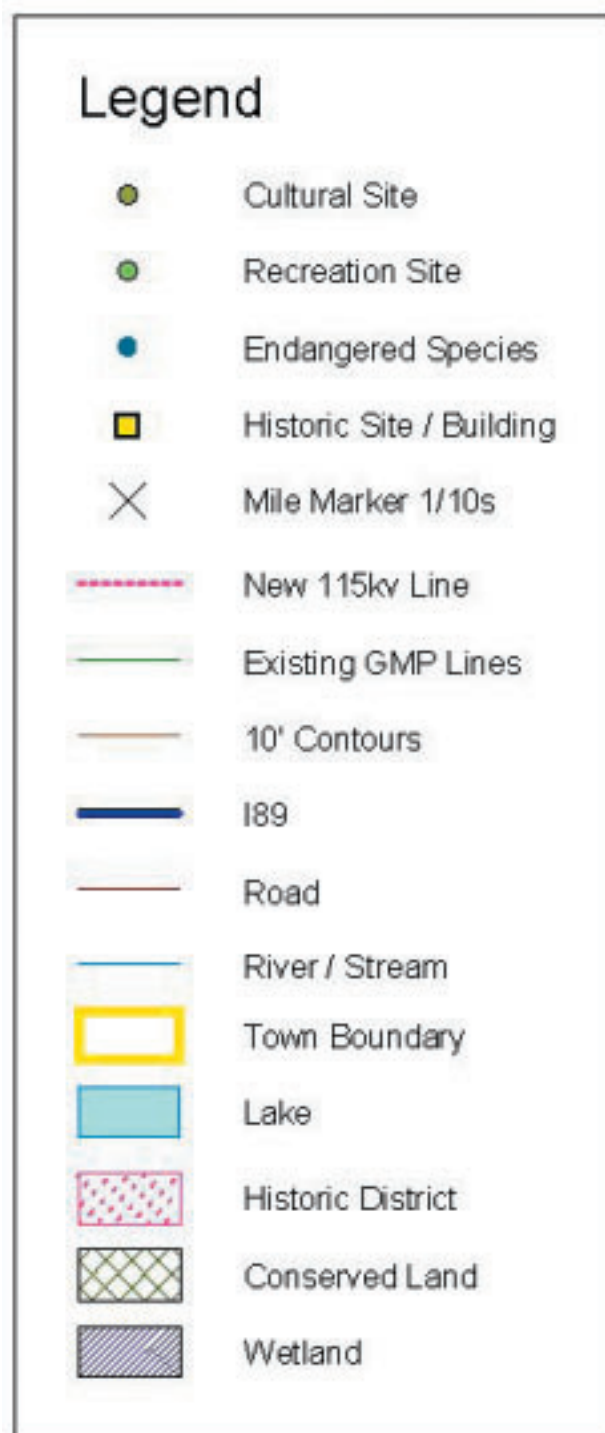 Legend
Cultural Site
Recreation Site
Endangered Species
Historic Site / Building
Mile Marker 1/10s
New 115kv Line
Existing GMP Lines
10' Contours
I89
Road
River / Stream
Town Boundary
Lake
Historic District
Conserved Land
Wetland